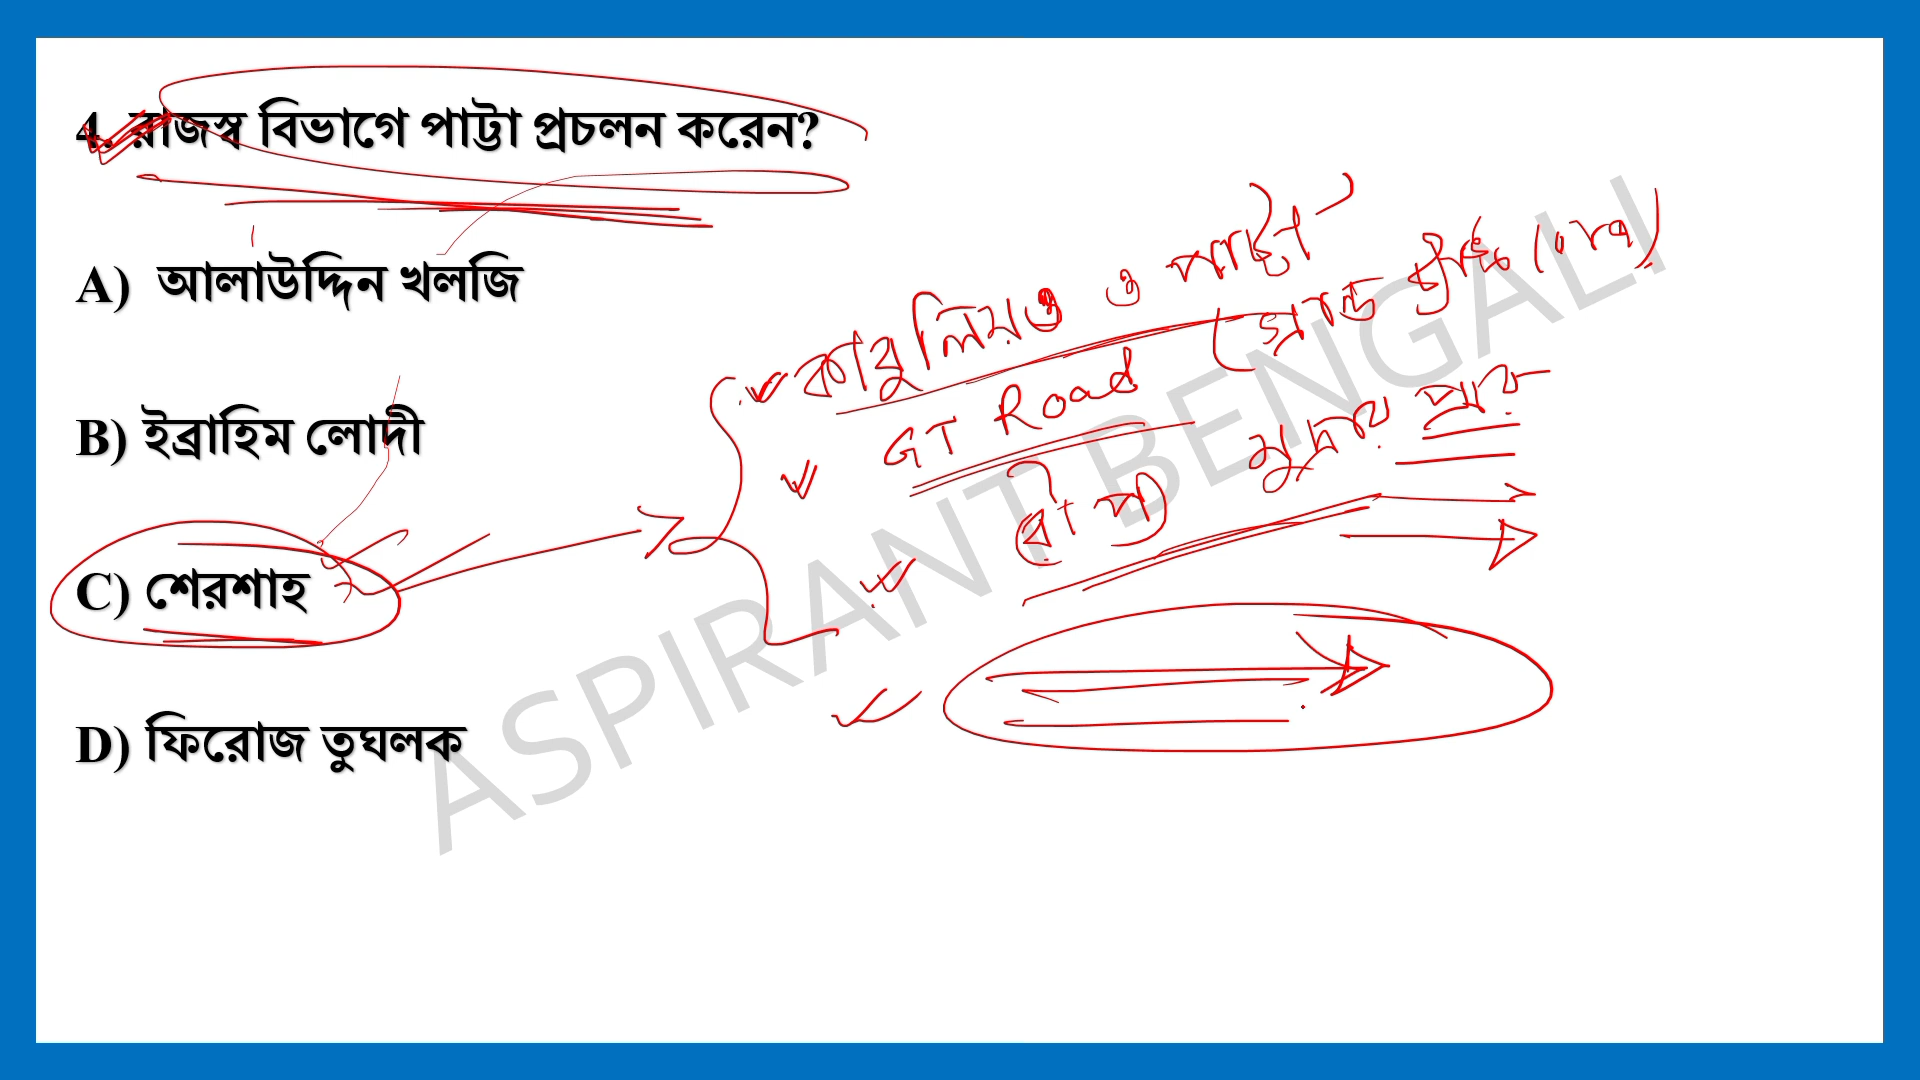 4. রাজস্ব বিভাগে পাট্টা প্রচলন করেন?
A) আলাউদ্দিন খলজি
B) ইব্রাহিম লোদী
C) শেরশাহ
D) ফিরোজ তুঘলক
কাবুলিয়ত ও পাট্টা
GT Road (গ্রান্ড ট্রাঙ্ক রোড)
মুদ্রার
ASPIRANT BENGALI